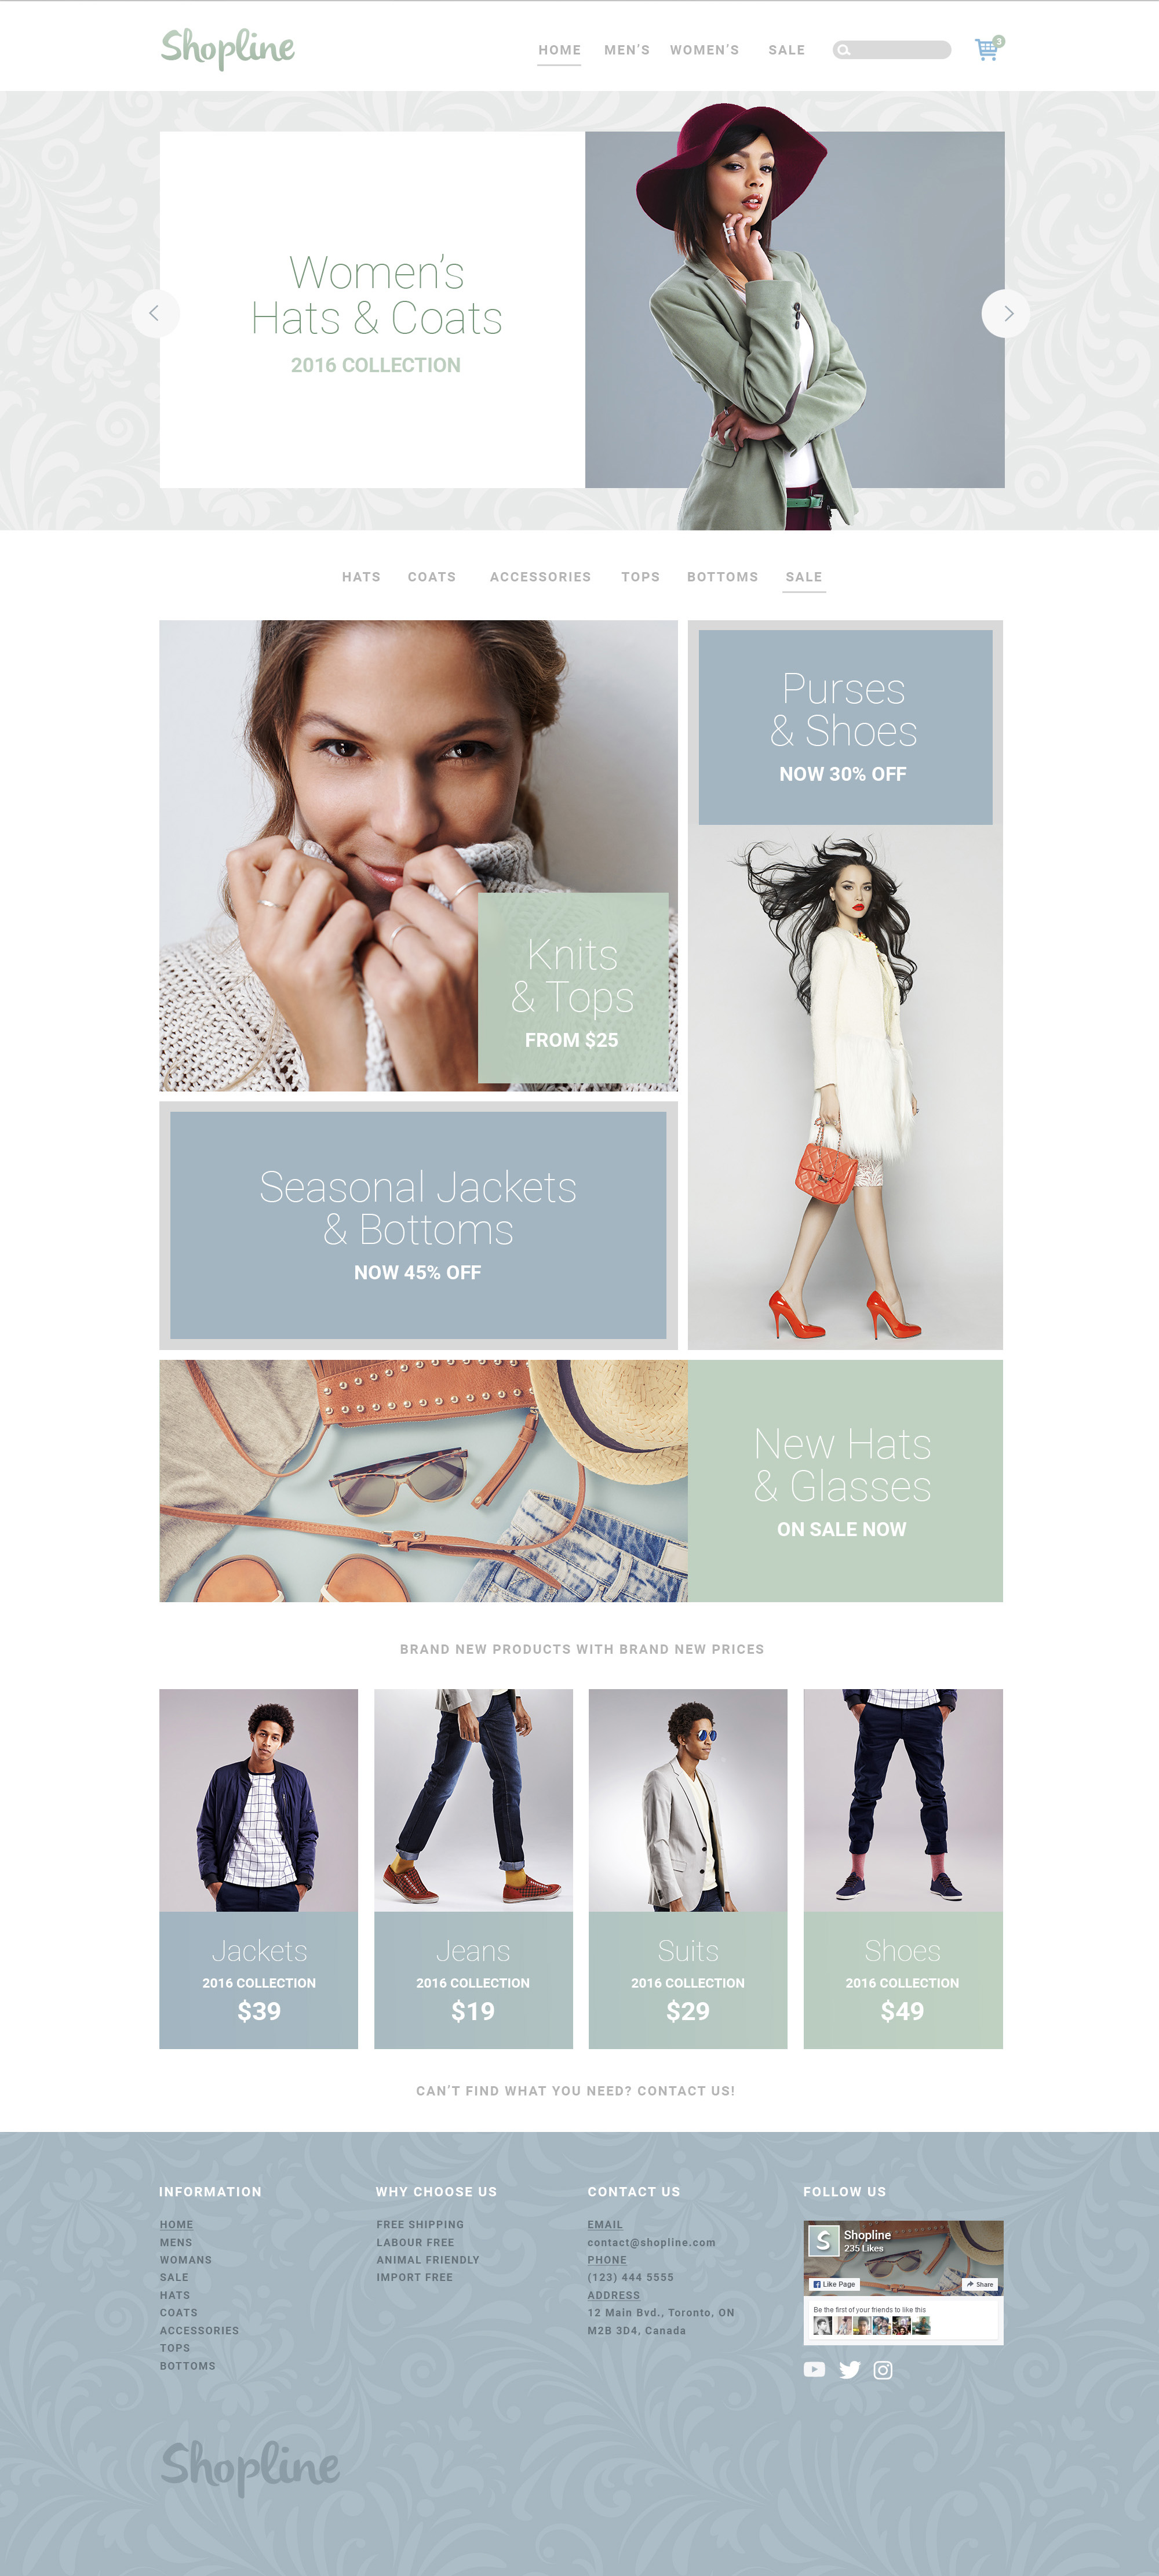 Shopline
HOME MEN'S WOMEN'S SALE
3
Women's
Hats & Coats
2016 COLLECTION
HATS COATS ACCESSORIES TOPS BOTTOMS SALE
Purses
& Shoes
NOW 30% OFF
Knits
& Tops
FROM $25
Seasonal Jackets
& Bottoms
NOW 45% OFF
New Hats
& Glasses
ON SALE NOW
BRAND NEW PRODUCTS WITH BRAND NEW PRICES
Jackets
2016 COLLECTION
$39
Jeans
2016 COLLECTION
$19
Suits
2016 COLLECTION
$29
Shoes
2016 COLLECTION
$49
CAN'T FIND WHAT YOU NEED? CONTACT US!
INFORMATION
HOME
MENS
WOMANS
SALE
HATS
COATS
ACCESSORIES
TOPS
BOTTOMS
WHY CHOOSE US
FREE SHIPPING
LABOUR FREE
ANIMAL FRIENDLY
IMPORT FREE
CONTACT US
EMAIL
contact@shopline.com
PHONE
(123) 444 5555
ADDRESS
12 Main Bvd., Toronto, ON
M2B 3D4, Canada
FOLLOW US
S
Shopline
235 Likes
Like Page
Share
Be the first of your friends to like this
Shopline